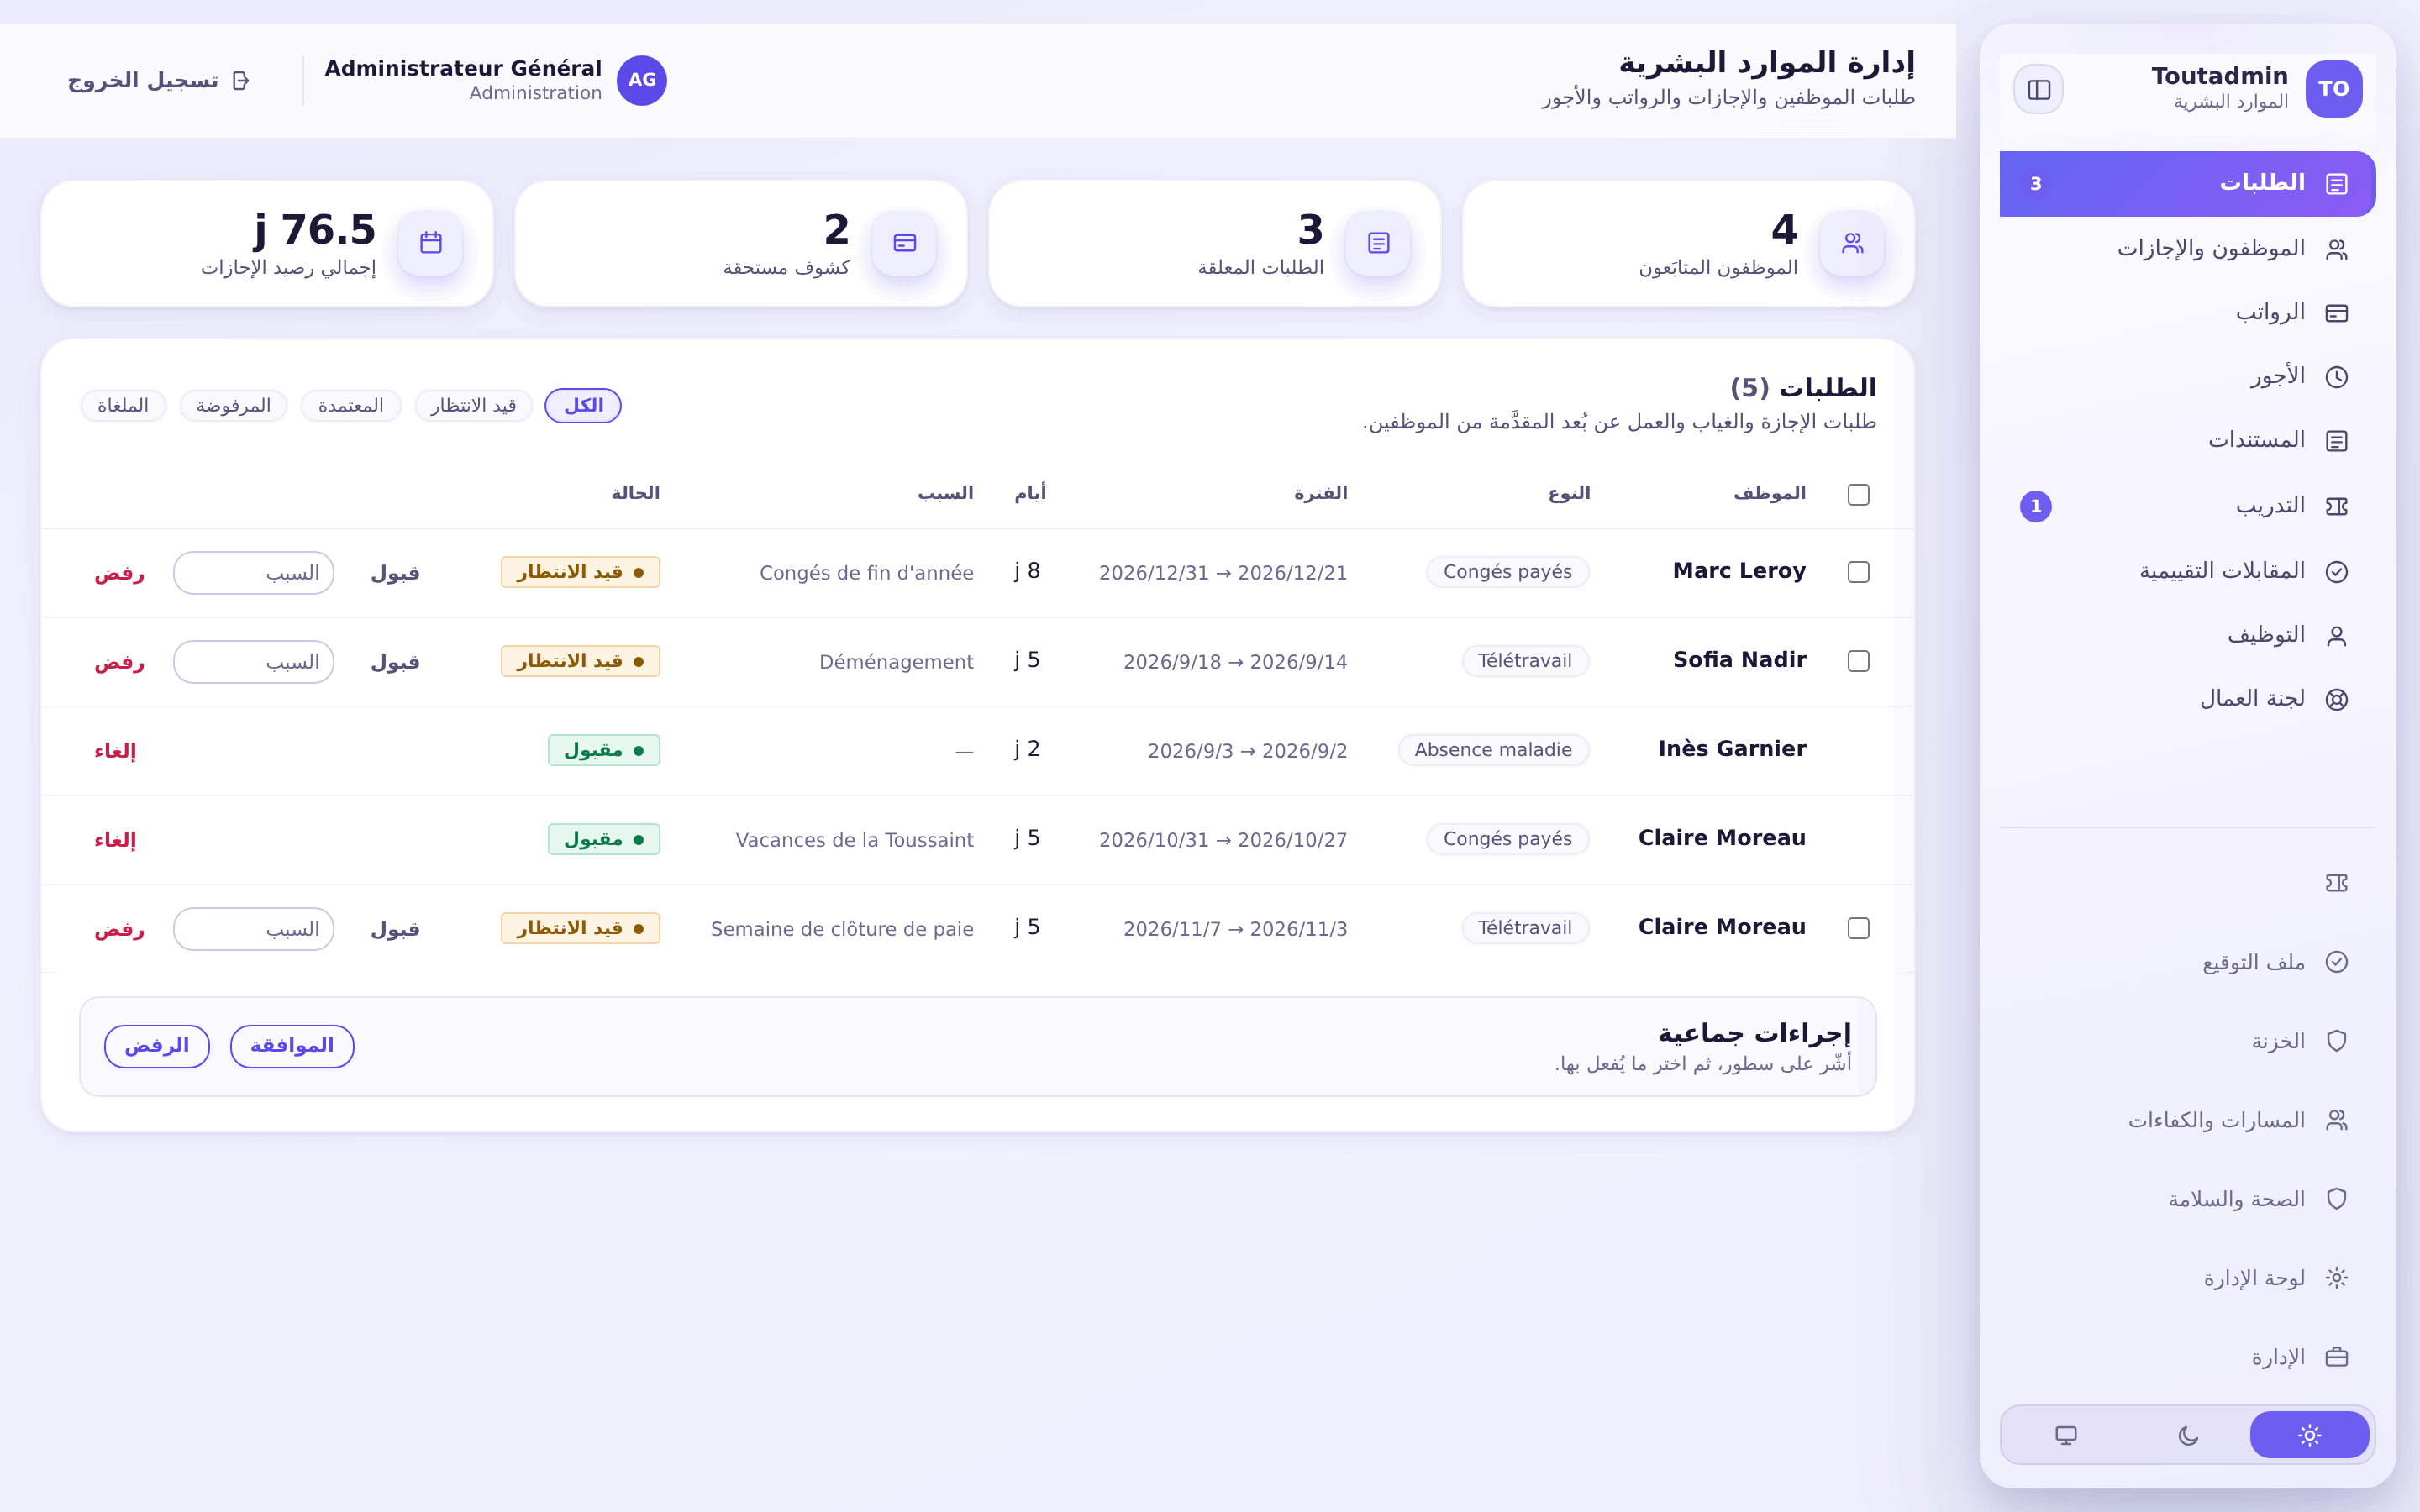 TO
Toutadmin
الموارد البشرية
الطلبات
3
الموظفون والإجازات
الرواتب
الأجور
المستندات
التدريب
1
المقابلات التقييمية
التوظيف
لجنة العمال
ملف التوقيع
الخزنة
المسارات والكفاءات
الصحة والسلامة
لوحة الإدارة
الإدارة
إدارة الموارد البشرية
طلبات الموظفين والإجازات والرواتب والأجور
AG
Administrateur Général
Administration
تسجيل الخروج
4
الموظفون المتابَعون
3
الطلبات المعلقة
2
كشوف مستحقة
76.5 j
إجمالي رصيد الإجازات
الطلبات (5)
طلبات الإجازة والغياب والعمل عن بُعد المقدَّمة من الموظفين.
الكل
قيد الانتظار
المعتمدة
المرفوضة
الملغاة
الموظف النوع الفترة أيام السبب الحالة
Marc Leroy Congés payés 2026/12/21 → 2026/12/31 8 j Congés de fin d'année قيد الانتظار قبول السبب رفض
Sofia Nadir Télétravail 2026/9/14 → 2026/9/18 5 j Déménagement قيد الانتظار قبول السبب رفض
Inès Garnier Absence maladie 2026/9/2 → 2026/9/3 2 j — مقبول إلغاء
Claire Moreau Congés payés 2026/10/27 → 2026/10/31 5 j Vacances de la Toussaint مقبول إلغاء
Claire Moreau Télétravail 2026/11/3 → 2026/11/7 5 j Semaine de clôture de paie قيد الانتظار قبول السبب رفض
إجراءات جماعية
أشّر على سطور، ثم اختر ما يُفعل بها.
الموافقة
الرفض